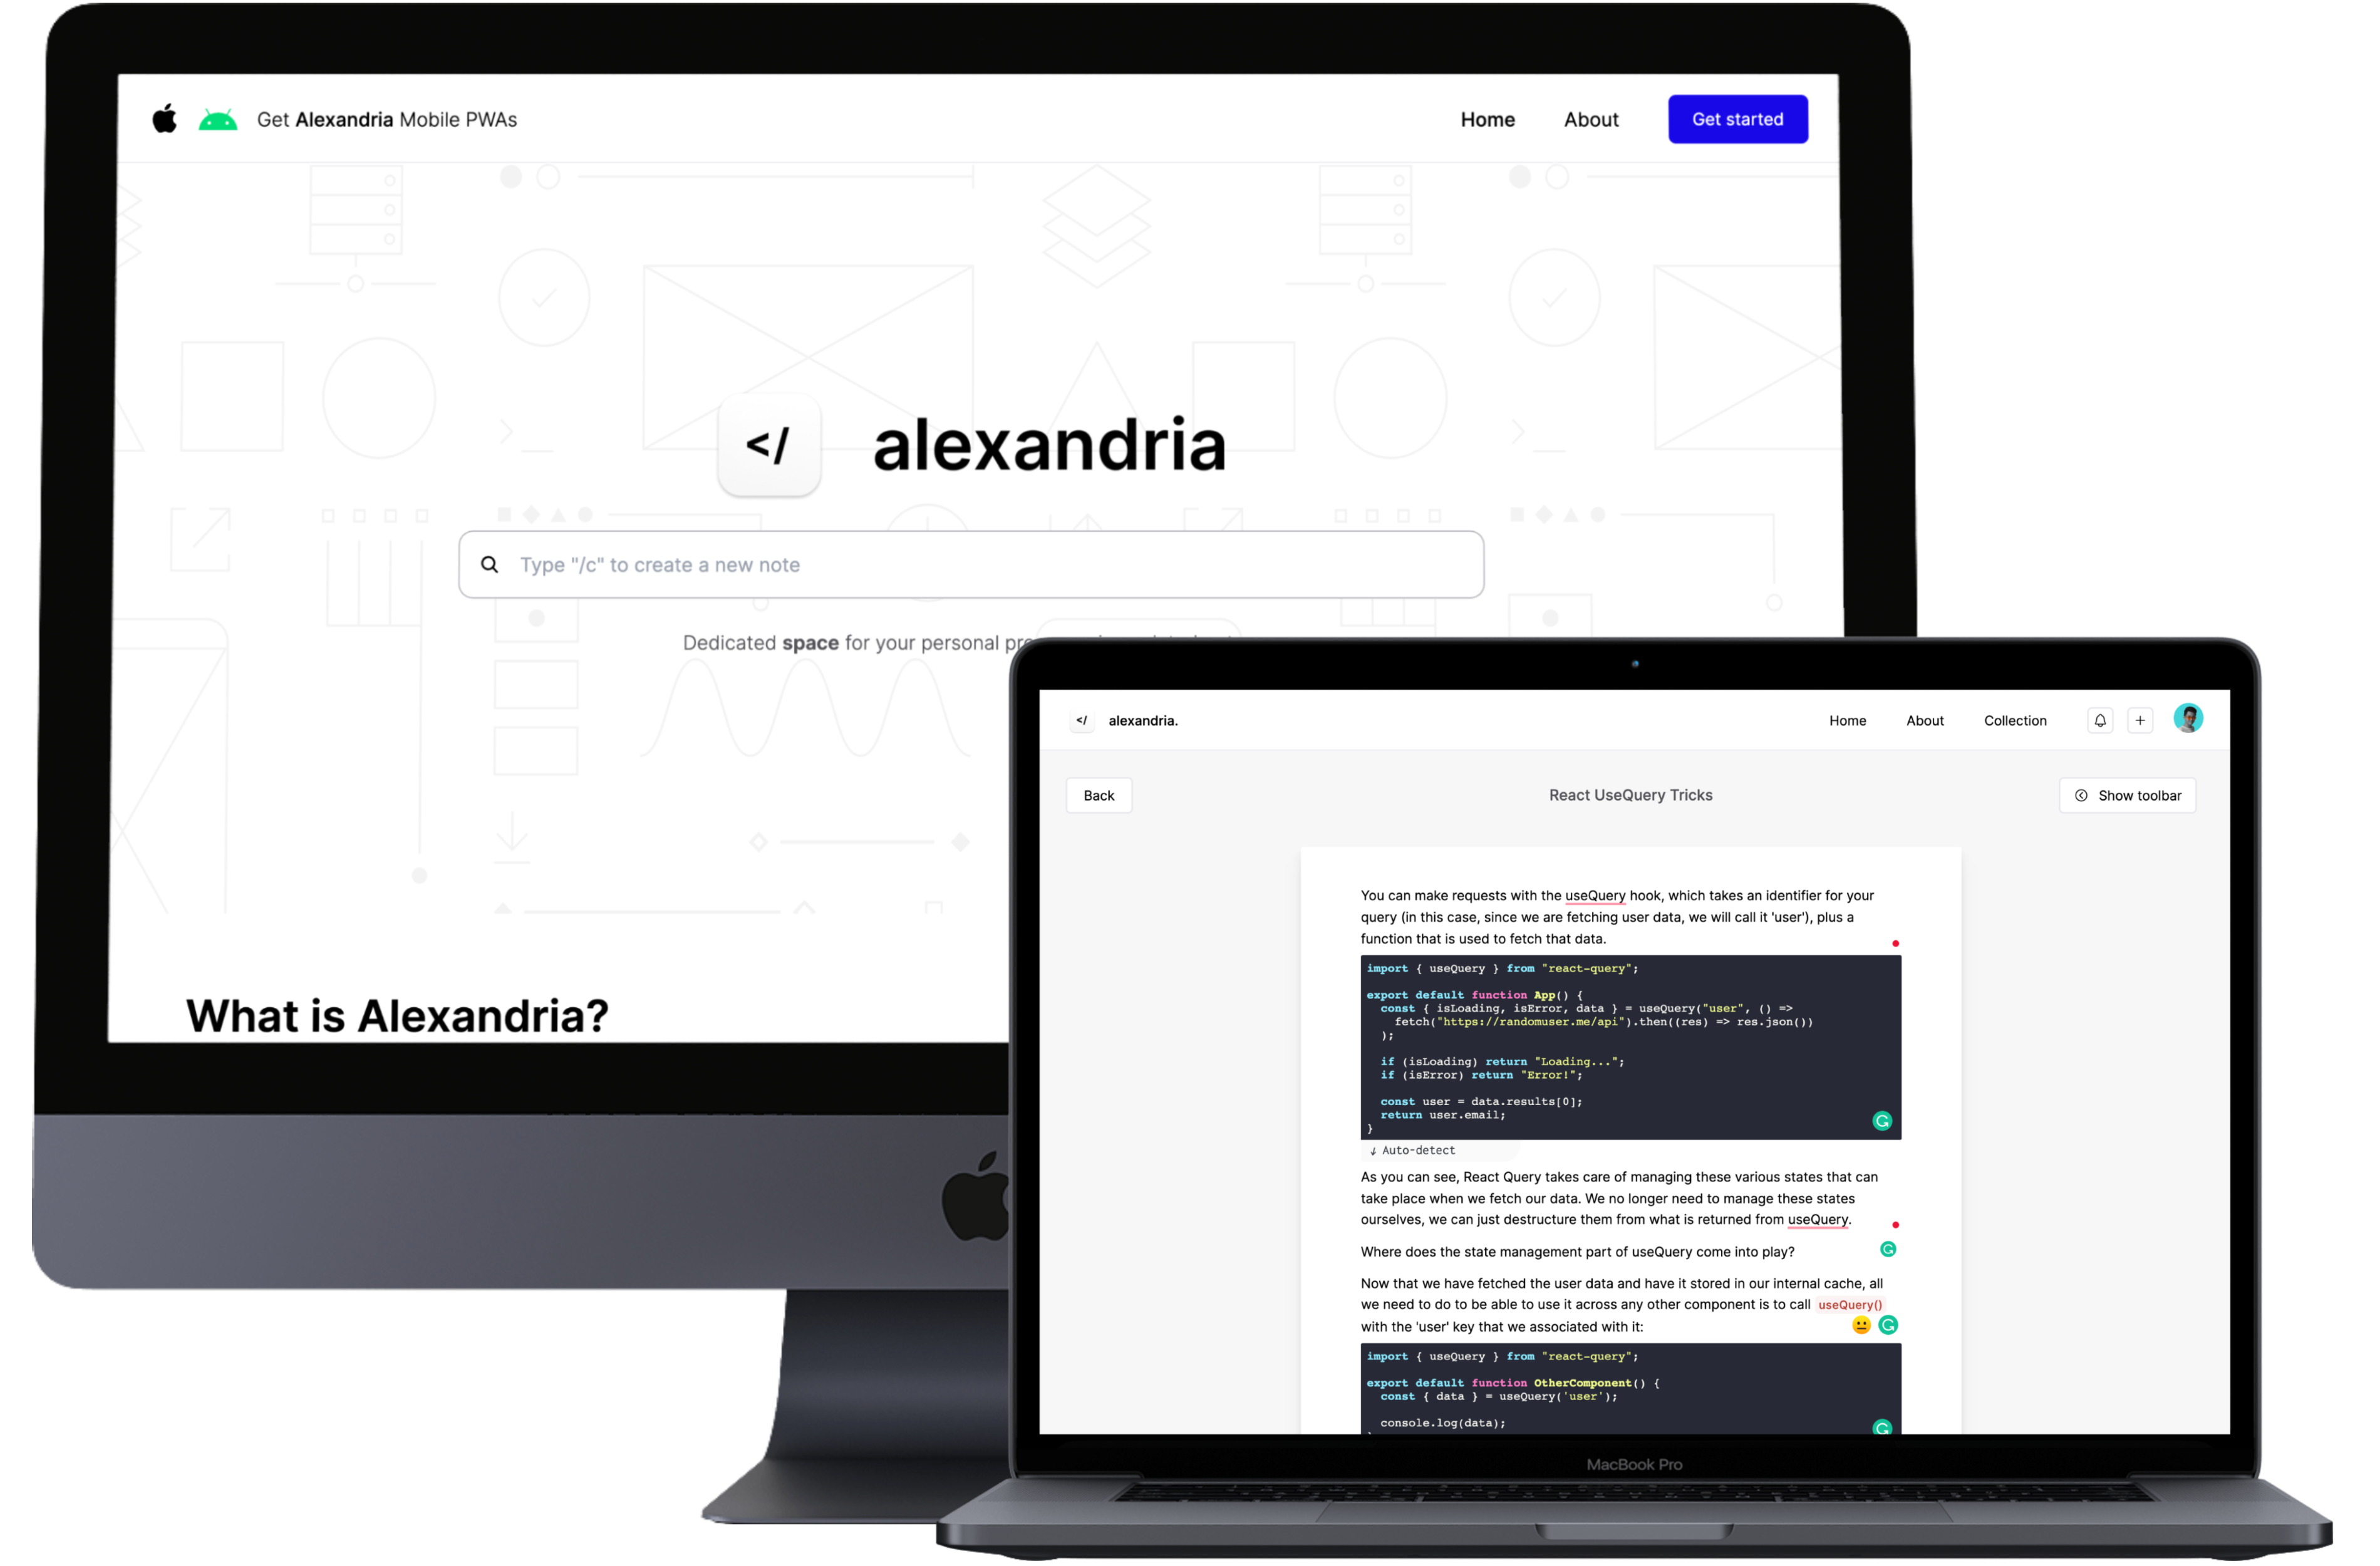 Get Alexandria Mobile PWAs
Home About Get started
</ alexandria
Type "/c" to create a new note
Dedicated space for your personal
What is Alexandria?
</ alexandria.
Home About Collection
Back
React UseQuery Tricks
Show toolbar
You can make requests with the useQuery hook, which takes an identifier for your
query (in this case, since we are fetching user data, we will call it 'user'), plus a
function that is used to fetch that data.
import { useQuery } from "react-query";
export default function App() {
const { isLoading, isError, data } = useQuery("user", () =>
fetch("https://randomuser.me/api").then((res) => res.json())
);
if (isLoading) return "Loading...";
if (isError) return "Error!";
const user = data.results[0];
return user.email;
}
↓ Auto-detect
As you can see, React Query takes care of managing these various states that can
take place when we fetch our data. We no longer need to manage these states
ourselves, we can just destructure them from what is returned from useQuery.
Where does the state management part of useQuery come into play?
Now that we have fetched the user data and have it stored in our internal cache, all
we need to do to be able to use it across any other component is to call useQuery()
with the 'user' key that we associated with it:
import { useQuery } from "react-query";
export default function OtherComponent() {
const { data } = useQuery('user');
console.log(data);
MacBook Pro